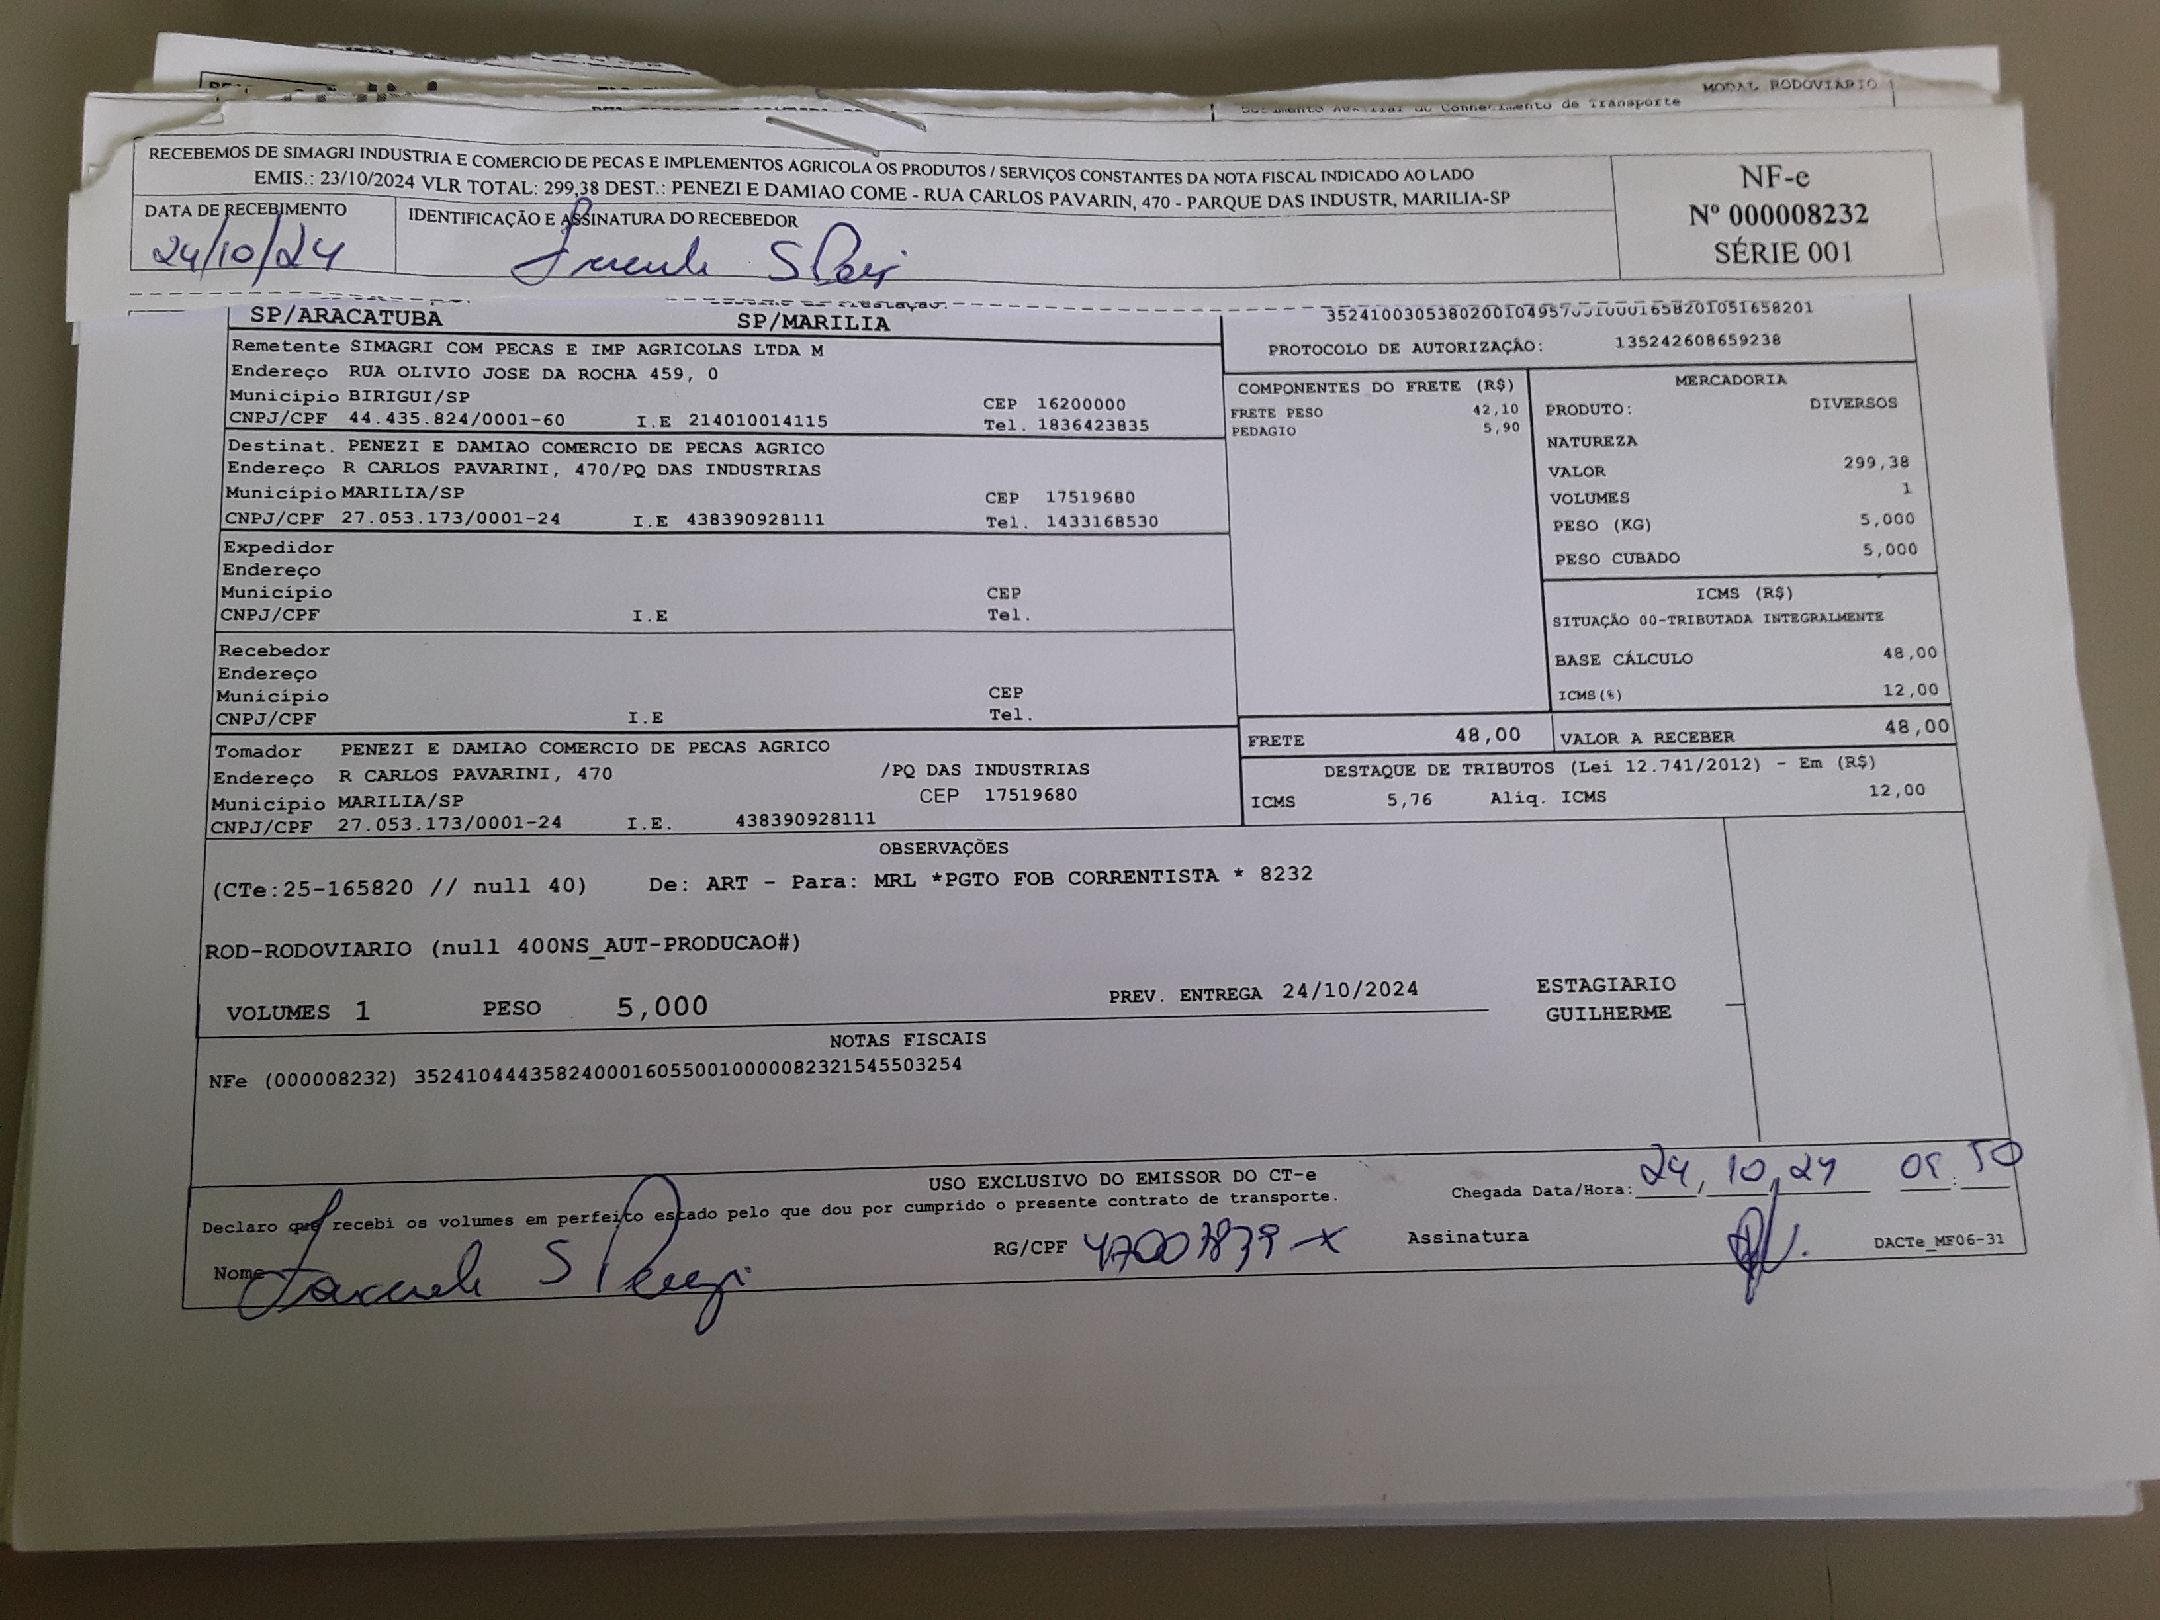 MODAL RODOVIÁRIO
Documento Auxiliar do Conhecimento de Transporte
RECEBEMOS DE SIMAGRI INDUSTRIA E COMERCIO DE PECAS E IMPLEMENTOS AGRICOLA OS PRODUTOS / SERVIÇOS CONSTANTES DA NOTA FISCAL INDICADO AO LADO
EMIS.: 23/10/2024 VLR TOTAL: 299,38 DEST.: PENEZI E DAMIAO COME - RUA CARLOS PAVARIN, 470 - PARQUE DAS INDUSTR, MARILIA-SP
NF-e
Nº 000008232
SÉRIE 001
DATA DE RECEBIMENTO
24/10/24
IDENTIFICAÇÃO E ASSINATURA DO RECEBEDOR
SP/ARACATUBA SP/MARILIA
PROTOCOLO DE AUTORIZAÇÃO: 135242608659238
Remetente SIMAGRI COM PECAS E IMP AGRICOLAS LTDA M
Endereço RUA OLIVIO JOSE DA ROCHA 459, 0
Município BIRIGUI/SP CEP 16200000
CNPJ/CPF 44.435.824/0001-60 I.E 214010014115 Tel. 1836423835
Destinat. PENEZI E DAMIAO COMERCIO DE PECAS AGRICO
Endereço R CARLOS PAVARINI, 470/PQ DAS INDUSTRIAS
Município MARILIA/SP CEP 17519680
CNPJ/CPF 27.053.173/0001-24 I.E 438390928111 Tel. 1433168530
Expedidor
Endereço
Município CEP
CNPJ/CPF I.E Tel.
Recebedor
Endereço
Município CEP
CNPJ/CPF I.E Tel.
Tomador PENEZI E DAMIAO COMERCIO DE PECAS AGRICO
Endereço R CARLOS PAVARINI, 470 /PQ DAS INDUSTRIAS
Município MARILIA/SP CEP 17519680
CNPJ/CPF 27.053.173/0001-24 I.E. 438390928111
COMPONENTES DO FRETE (R$)
FRETE PESO 42,10
PEDAGIO 5,90
MERCADORIA
PRODUTO: DIVERSOS
NATUREZA
VALOR 299,38
VOLUMES 1
PESO (KG) 5,000
PESO CUBADO 5,000
ICMS (R$)
SITUAÇÃO 00-TRIBUTADA INTEGRALMENTE
BASE CÁLCULO 48,00
ICMS(%) 12,00
FRETE 48,00 VALOR A RECEBER 48,00
DESTAQUE DE TRIBUTOS (Lei 12.741/2012) - Em (R$)
ICMS 5,76 Aliq. ICMS 12,00
OBSERVAÇÕES
(CTe:25-165820 // null 40) De: ART - Para: MRL *PGTO FOB CORRENTISTA * 8232
ROD-RODOVIARIO (null 400NS_AUT-PRODUCAO#)
VOLUMES 1 PESO 5,000 PREV. ENTREGA 24/10/2024
ESTAGIARIO
GUILHERME
NOTAS FISCAIS
NFe (000008232) 35241044435824000160550010000082321545503254
USO EXCLUSIVO DO EMISSOR DO CT-e
Declaro que recebi os volumes em perfeito estado pelo que dou por cumprido o presente contrato de transporte.
Chegada Data/Hora: 24/10/24
Nome
RG/CPF
Assinatura
DACTe_MF06-31